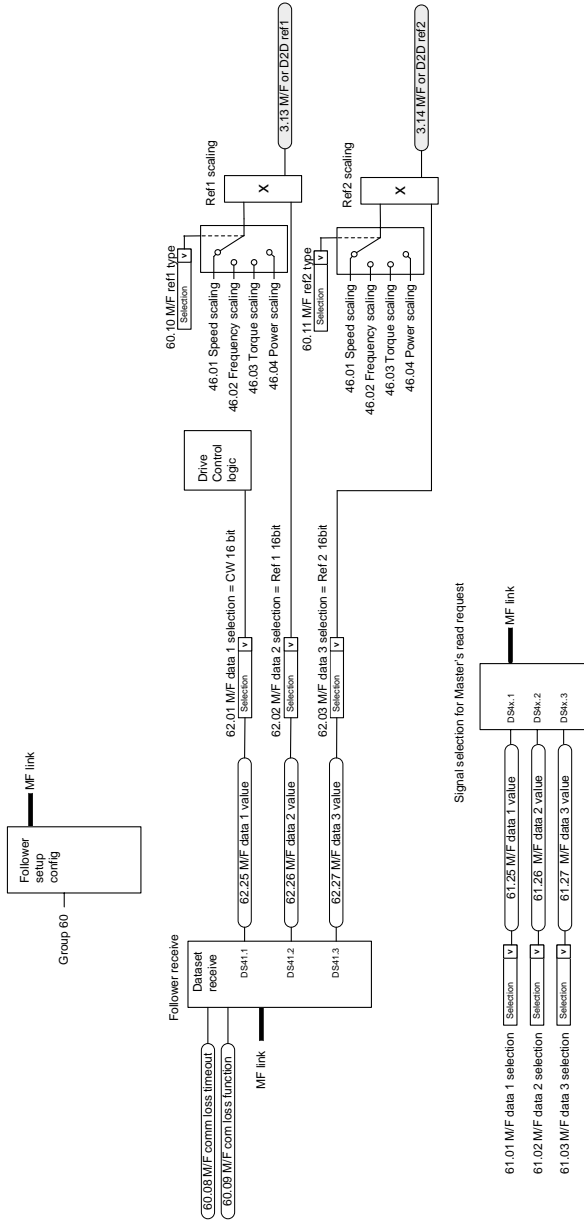 Group 60
Follower
setup
config
MF link
Follower receive
60.08 M/F comm loss timeout
60.09 M/F com loss function
MF link
Dataset
receive
DS41.1
DS41.2
DS41.3
62.25 M/F data 1 value
62.26 M/F data 2 value
62.27 M/F data 3 value
62.01 M/F data 1 selection = CW 16 bit
Selection v
62.02 M/F data 2 selection = Ref 1 16bit
Selection v
62.03 M/F data 3 selection = Ref 2 16bit
Selection v
Drive
Control
logic
60.10 M/F ref1 type
Selection v
46.01 Speed scaling
46.02 Frequency scaling
46.03 Torque scaling
46.04 Power scaling
Ref1 scaling
X
3.13 M/F or D2D ref1
60.11 M/F ref2 type
Selection v
46.01 Speed scaling
46.02 Frequency scaling
46.03 Torque scaling
46.04 Power scaling
Ref2 scaling
X
3.14 M/F or D2D ref2
Signal selection for Master's read request
61.01 M/F data 1 selection
Selection v
61.25 M/F data 1 value
DS4x.1
61.02 M/F data 2 selection
Selection v
61.26 M/F data 2 value
DS4x.2
61.03 M/F data 3 selection
Selection v
61.27 M/F data 3 value
DS4x.3
MF link